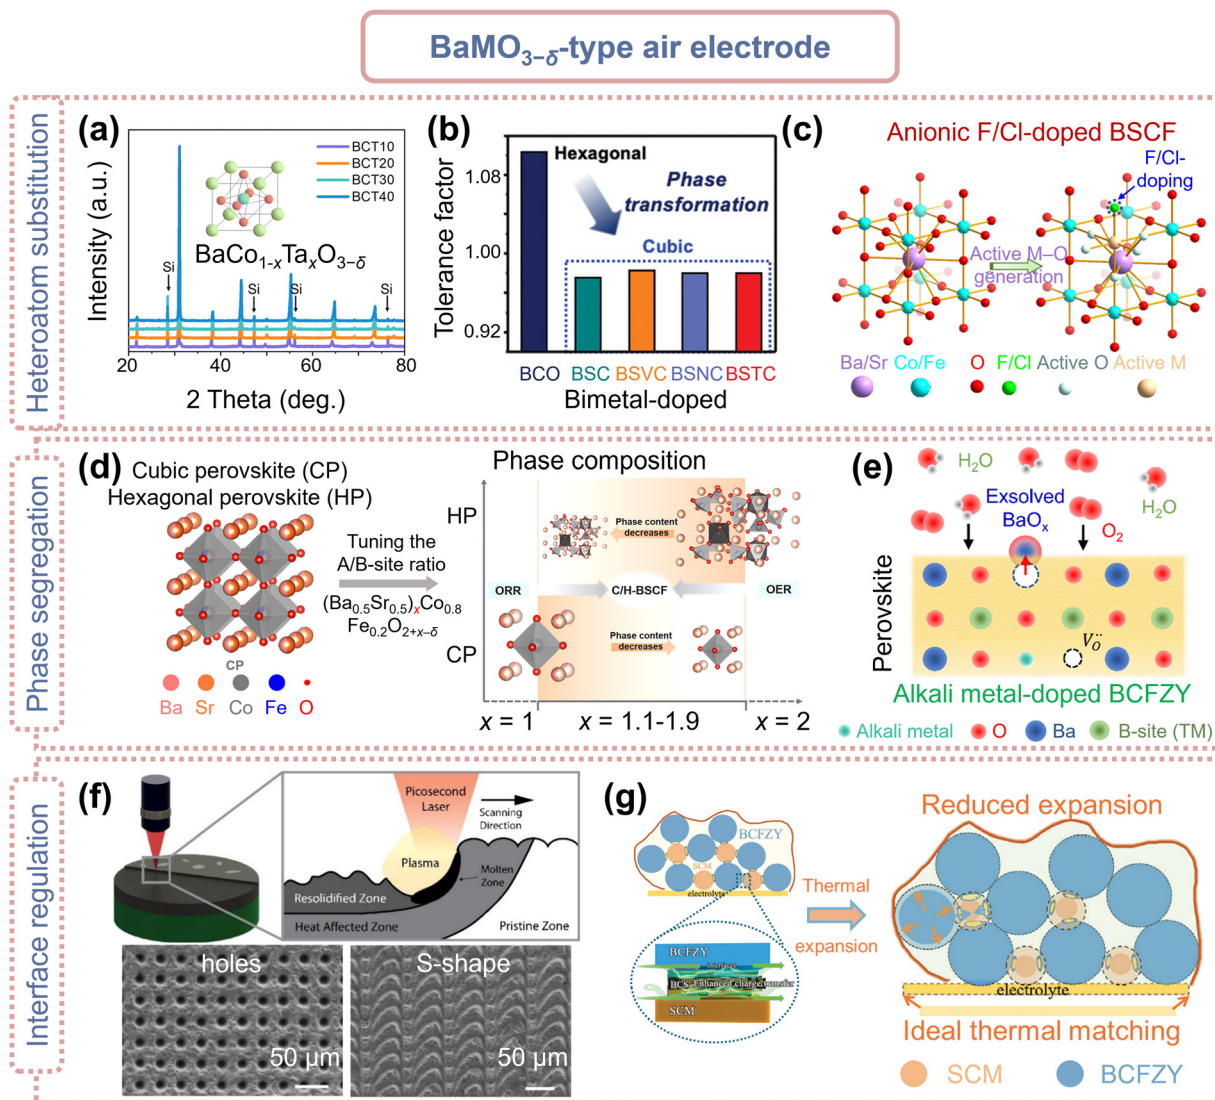 BaMO₃₋δ-type air electrode
Heteroatom substitution
(a)
Intensity (a.u.)
BCT10
BCT20
BCT30
BCT40
BaCo₁₋ₓTaₓO₃₋δ
Si
Si
Si
Si
20
40
60
80
2 Theta (deg.)
(b)
Tolerance factor
1.08
1.00
0.92
Hexagonal
Phase
transformation
Cubic
BCO
BSC
BSVC
BSNC
BSTC
Bimetal-doped
(c)
Anionic F/Cl-doped BSCF
F/Cl-
doping
Active M–O
generation
Ba/Sr
Co/Fe
O
F/Cl
Active O
Active M
Phase segregation
(d)
Cubic perovskite (CP)
Hexagonal perovskite (HP)
CP
Ba
Sr
Co
Fe
O
Tuning the
A/B-site ratio
(Ba₀.₅Sr₀.₅)ₓCo₀.₈
Fe₀.₂O₂₊ₓ₋δ
Phase composition
HP
CP
Phase content
decreases
ORR
C/H-BSCF
OER
Phase content
decreases
x = 1
x = 1.1-1.9
x = 2
(e)
H₂O
Exsolved
BaOₓ
H₂O
O₂
Perovskite
V_O^¨
Alkali metal-doped BCFZY
Alkali metal
O
Ba
B-site (TM)
Interface regulation
(f)
Picosecond
Laser
Scanning
Direction
Plasma
Molten
Zone
Resolidified Zone
Heat Affected Zone
Pristine Zone
holes
50 μm
S-shape
50 μm
(g)
BCFZY
SCM
electrolyte
BCFZY
interfaces
BCS
Enhanced charge transfer
SCM
Thermal
expansion
Reduced expansion
electrolyte
Ideal thermal matching
SCM
BCFZY